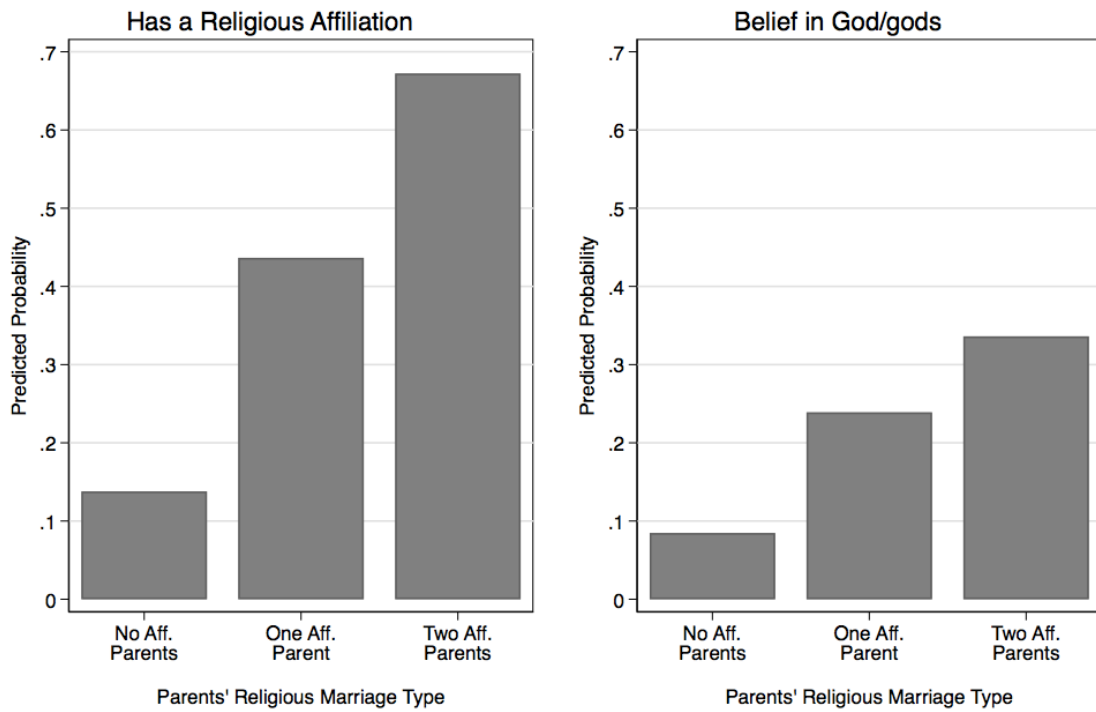 Has a Religious Affiliation
.7
.6
.5
.4
.3
.2
.1
0
Predicted Probability
No Aff.
Parents
One Aff.
Parent
Two Aff.
Parents
Parents' Religious Marriage Type
Belief in God/gods
.7
.6
.5
.4
.3
.2
.1
0
Predicted Probability
No Aff.
Parents
One Aff.
Parent
Two Aff.
Parents
Parents' Religious Marriage Type